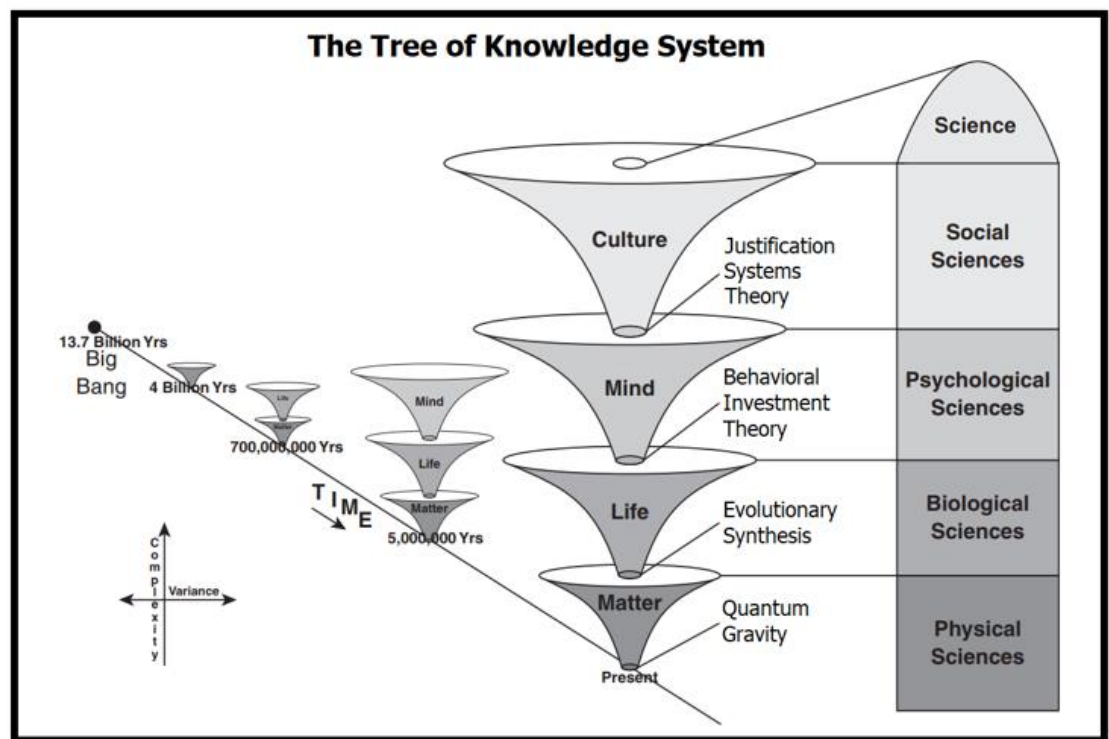 The Tree of Knowledge System
Science
Culture
Social
Sciences
Justification
Systems
Theory
13.7 Billion Yrs
Big
Bang
4 Billion Yrs
Life
Matter
700,000,000 Yrs
Mind
Life
Matter
5,000,000 Yrs
TIME
Mind
Behavioral
Investment
Theory
Psychological
Sciences
Life
Evolutionary
Synthesis
Biological
Sciences
Matter
Quantum
Gravity
Physical
Sciences
Present
Complexity
Variance